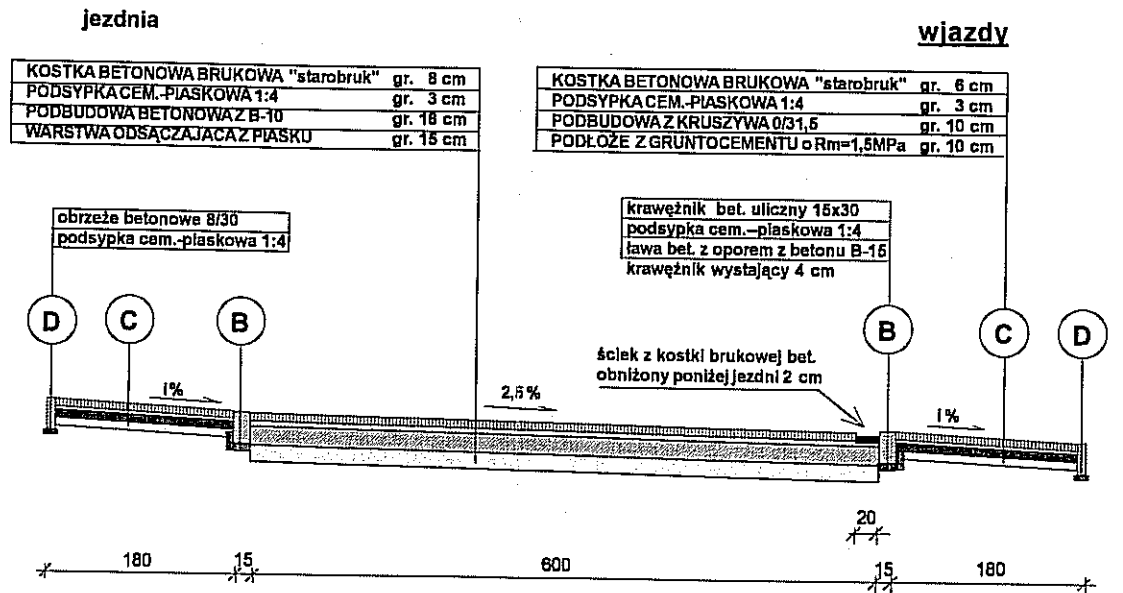 jezdnia
KOSTKA BETONOWA BRUKOWA "starobruk" gr. 8 cm
PODSYPKA CEM.-PIASKOWA 1:4 gr. 3 cm
PODBUDOWA BETONOWA Z B-10 gr. 18 cm
WARSTWA ODSĄCZAJACA Z PIASKU gr. 15 cm
wjazdy
KOSTKA BETONOWA BRUKOWA "starobruk" gr. 6 cm
PODSYPKA CEM.-PIASKOWA 1:4 gr. 3 cm
PODBUDOWA Z KRUSZYWA 0/31,5 gr. 10 cm
PODŁOŻE Z GRUNTOCEMENTU o Rm=1,5MPa gr. 10 cm
obrzeże betonowe 8/30
podsypka cem.-piaskowa 1:4
krawężnik bet. uliczny 15x30
podsypka cem.-piaskowa 1:4
ława bet. z oporem z betonu B-15
krawężnik wystający 4 cm
D C B
B C D
ściek z kostki brukowej bet.
obniżony poniżej jezdni 2 cm
i%
i%
20
180 15 600 15 180